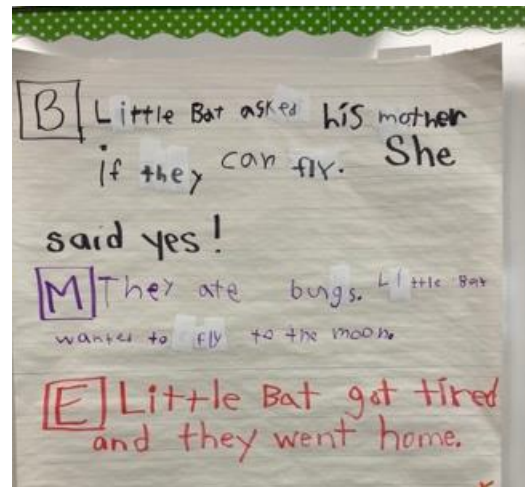 B Little Bat asked his mother
if they can fly. She
said yes!
M They ate bugs. Little Bat
wanted to fly to the moon.
E Little Bat got tired
and they went home.